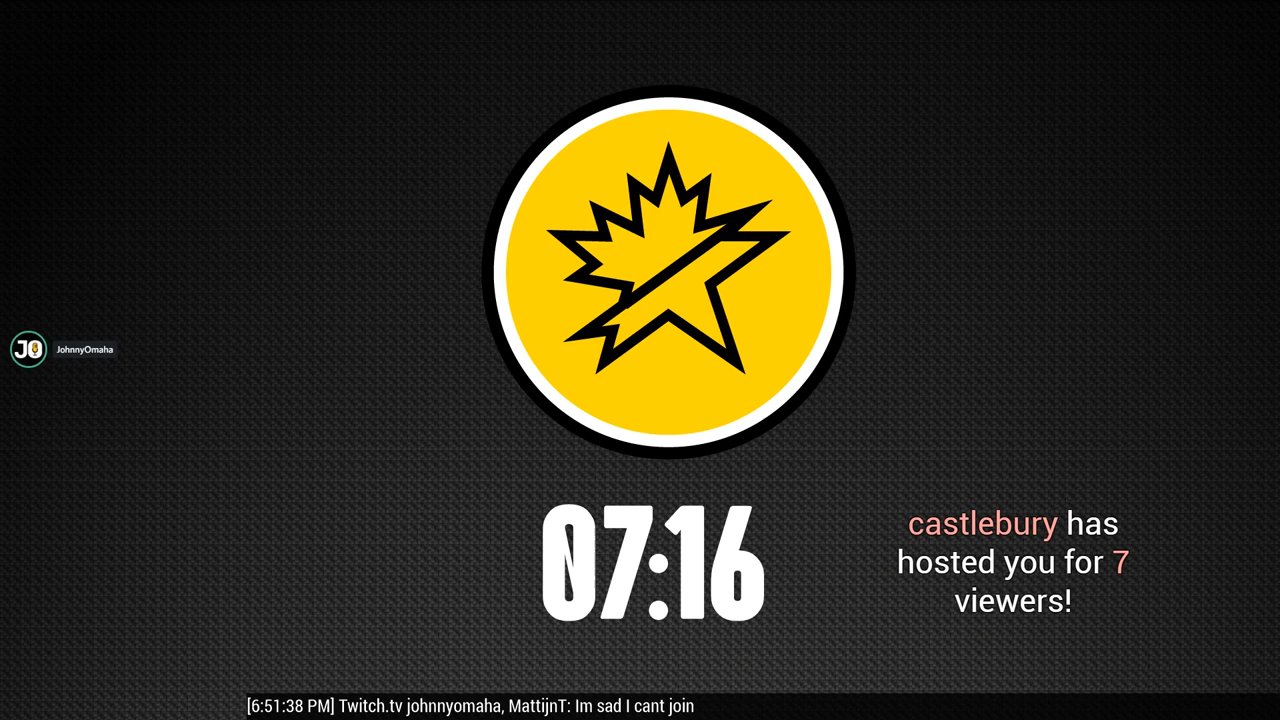 JO JohnnyOmaha
07:16
castlebury has
hosted you for 7
viewers!
[6:51:38 PM] Twitch.tv johnnyomaha, MattijnT: Im sad I cant join